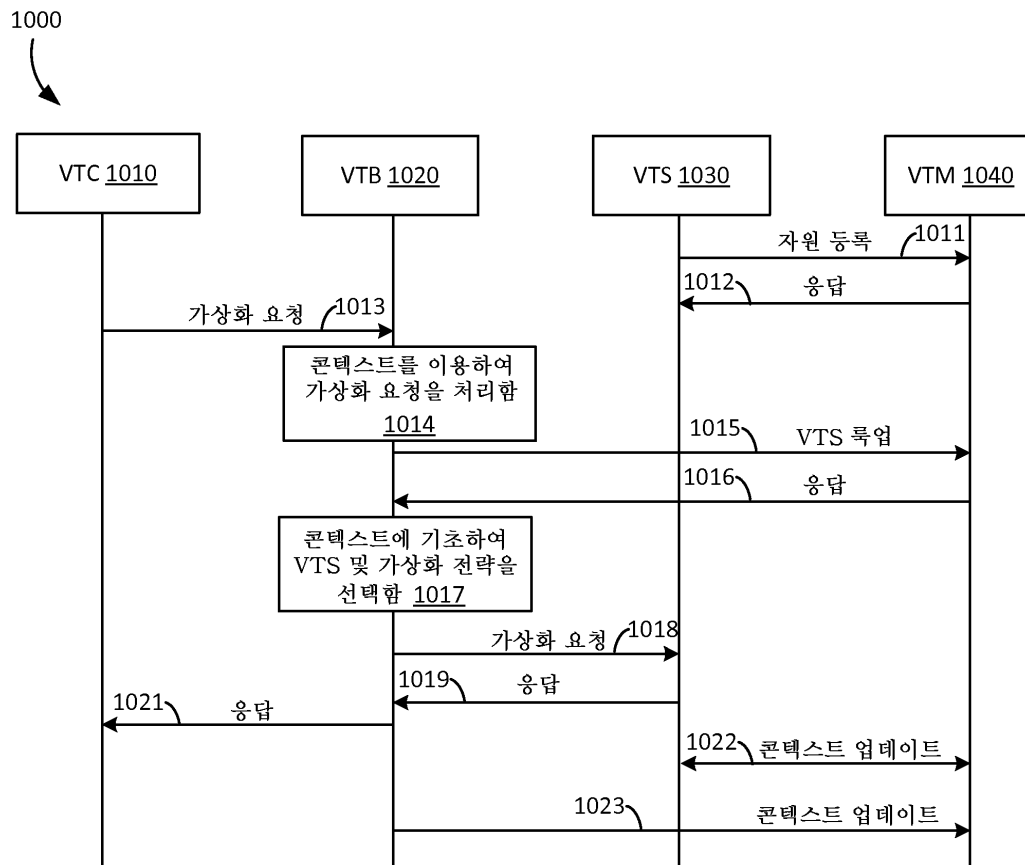 1000
VTC 1010
VTB 1020
VTS 1030
VTM 1040
자원 등록 1011
1012 응답
가상화 요청 1013
콘텍스트를 이용하여
가상화 요청을 처리함
1014
1015 VTS 룩업
1016 응답
콘텍스트에 기초하여
VTS 및 가상화 전략을
선택함 1017
가상화 요청 1018
1019 응답
1021 응답
1022 콘텍스트 업데이트
1023 콘텍스트 업데이트